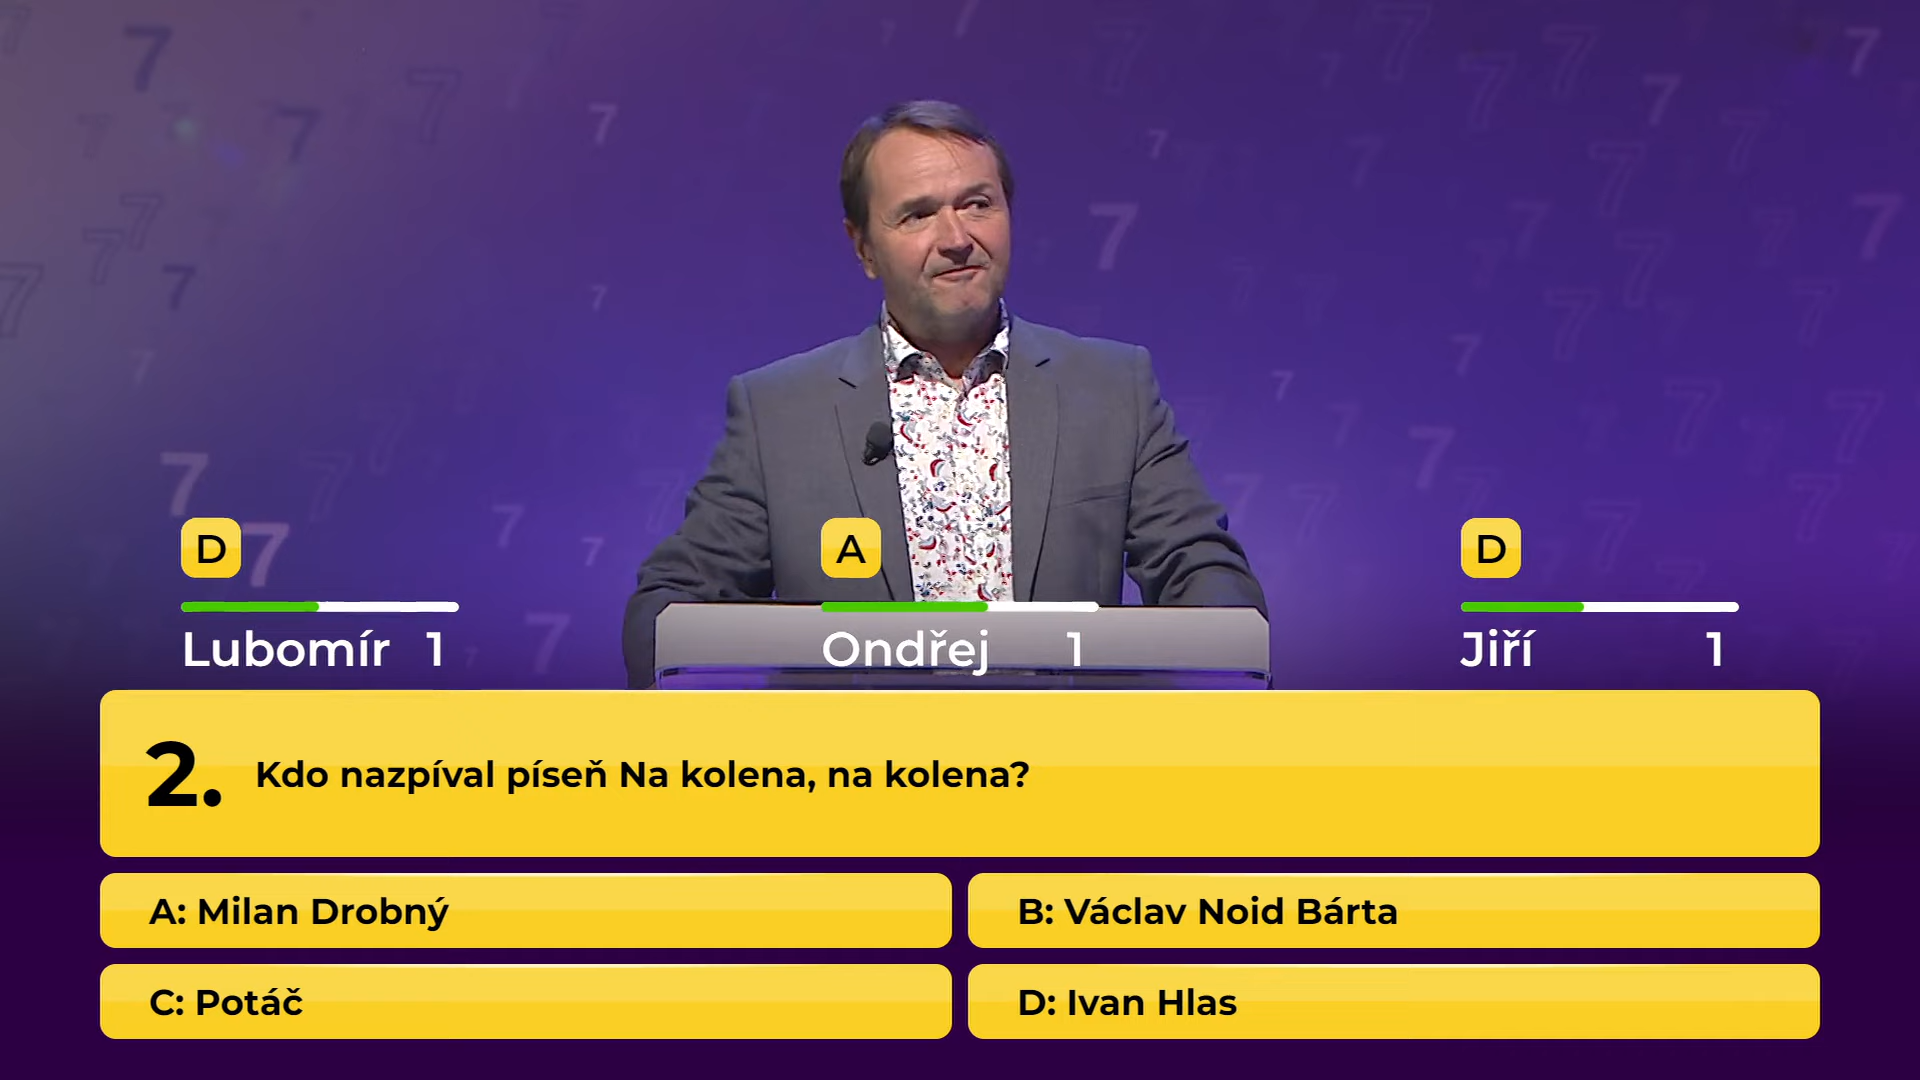 D
A
D
Lubomír 1
Ondřej 1
Jiří 1
2. Kdo nazpíval píseň Na kolena, na kolena?
A: Milan Drobný
B: Václav Noid Bárta
C: Potáč
D: Ivan Hlas